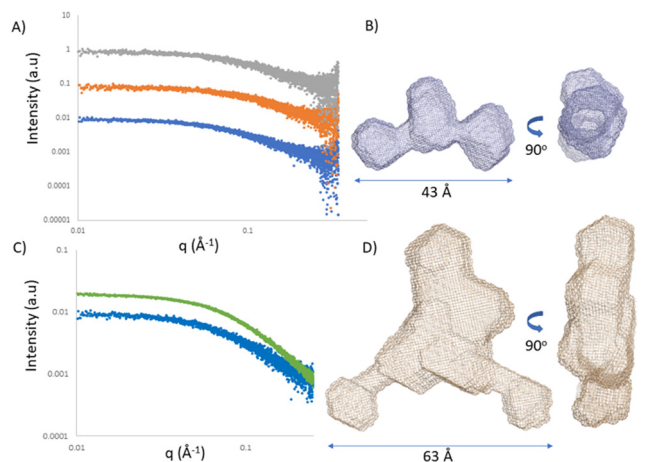 A)
Intensity (a.u)
10
1
0.1
0.01
0.001
0.0001
0.00001
0.01
0.1
q (Å⁻¹)
B)
90°
43 Å
C)
Intensity (a.u)
0.1
0.01
0.001
0.0001
0.01
0.1
q (Å⁻¹)
D)
90°
63 Å